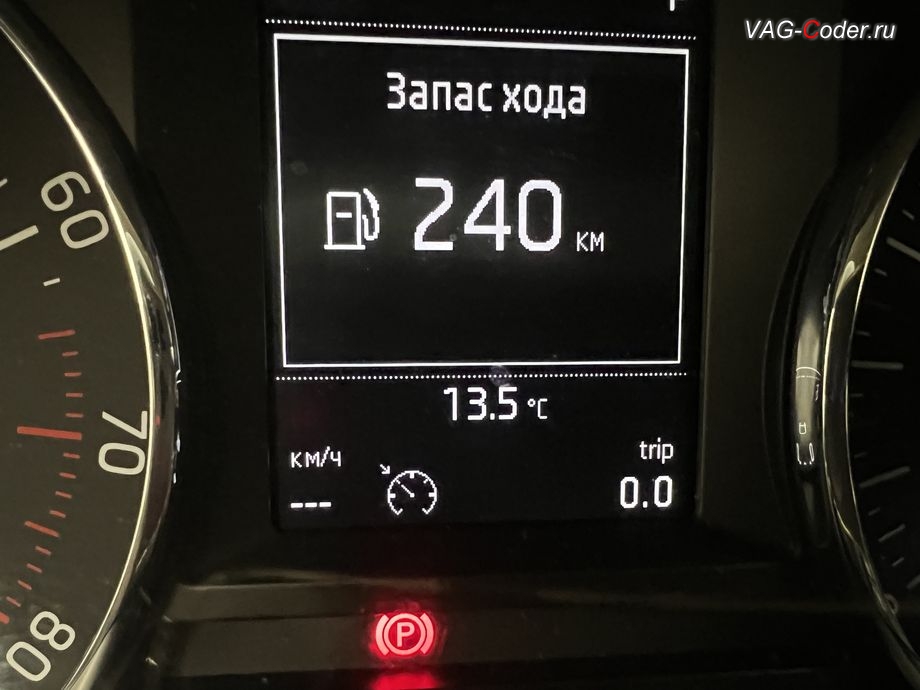 VAG-Coder.ru
Запас хода
240 км
13.5 °C
км/ч
---
trip
0.0
60
70
80
P